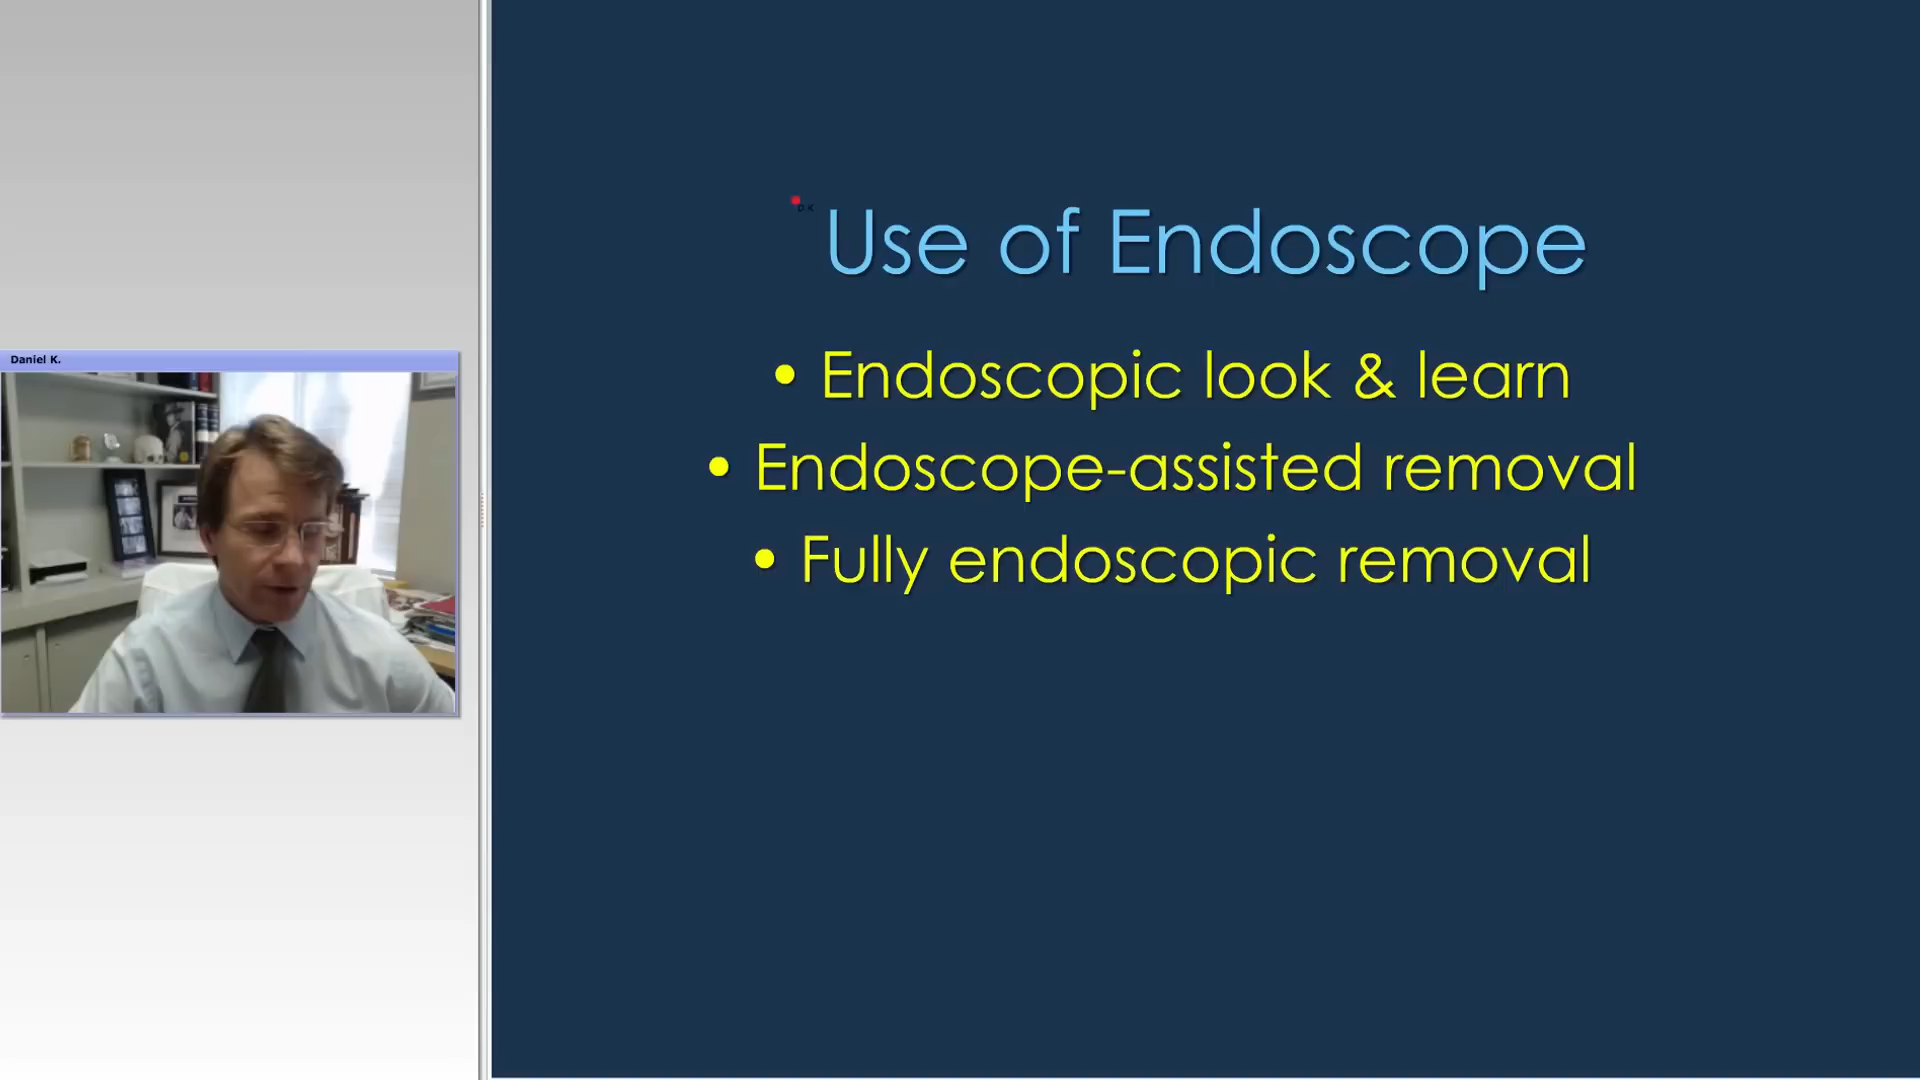 Daniel K.
D K
Use of Endoscope
• Endoscopic look & learn
• Endoscope-assisted removal
• Fully endoscopic removal